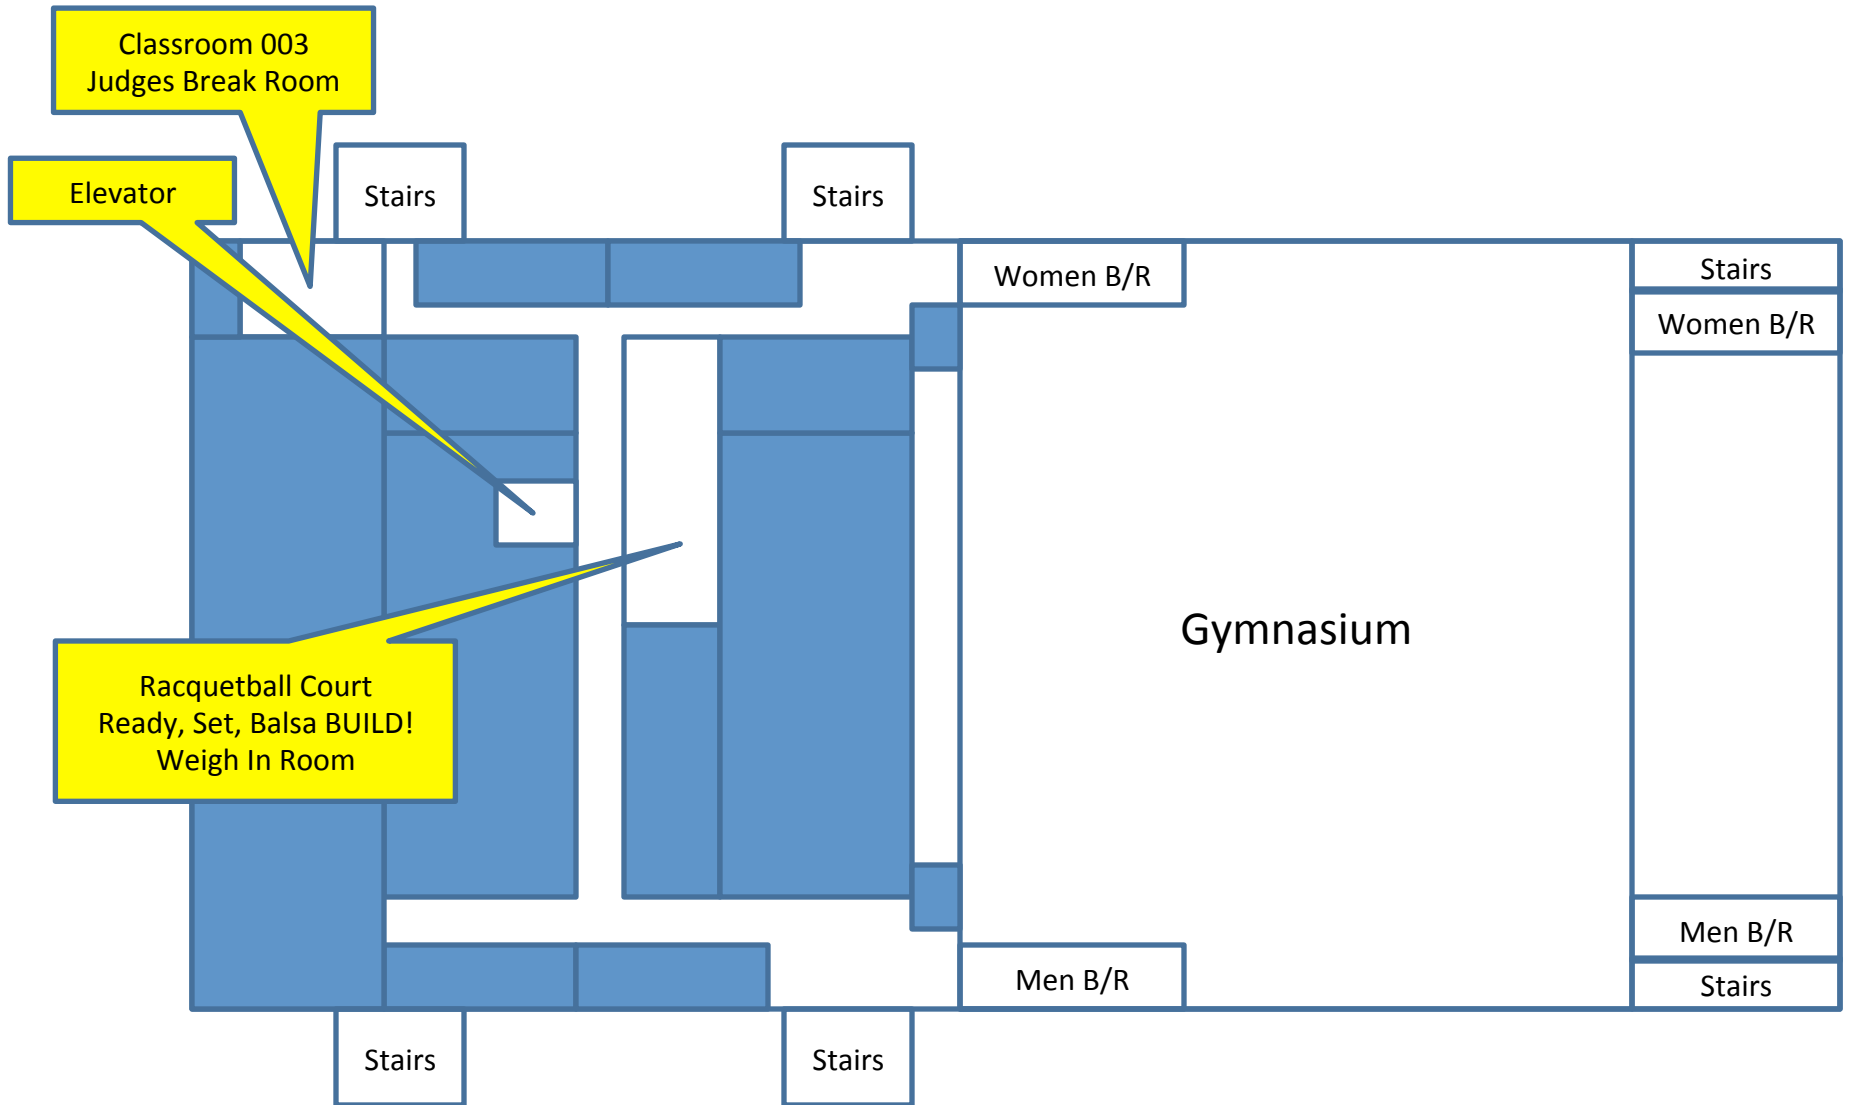 Classroom 003
Judges Break Room
Elevator
Stairs
Stairs
Women B/R
Stairs
Women B/R
Gymnasium
Racquetball Court
Ready, Set, Balsa BUILD!
Weigh In Room
Men B/R
Men B/R
Stairs
Stairs
Stairs